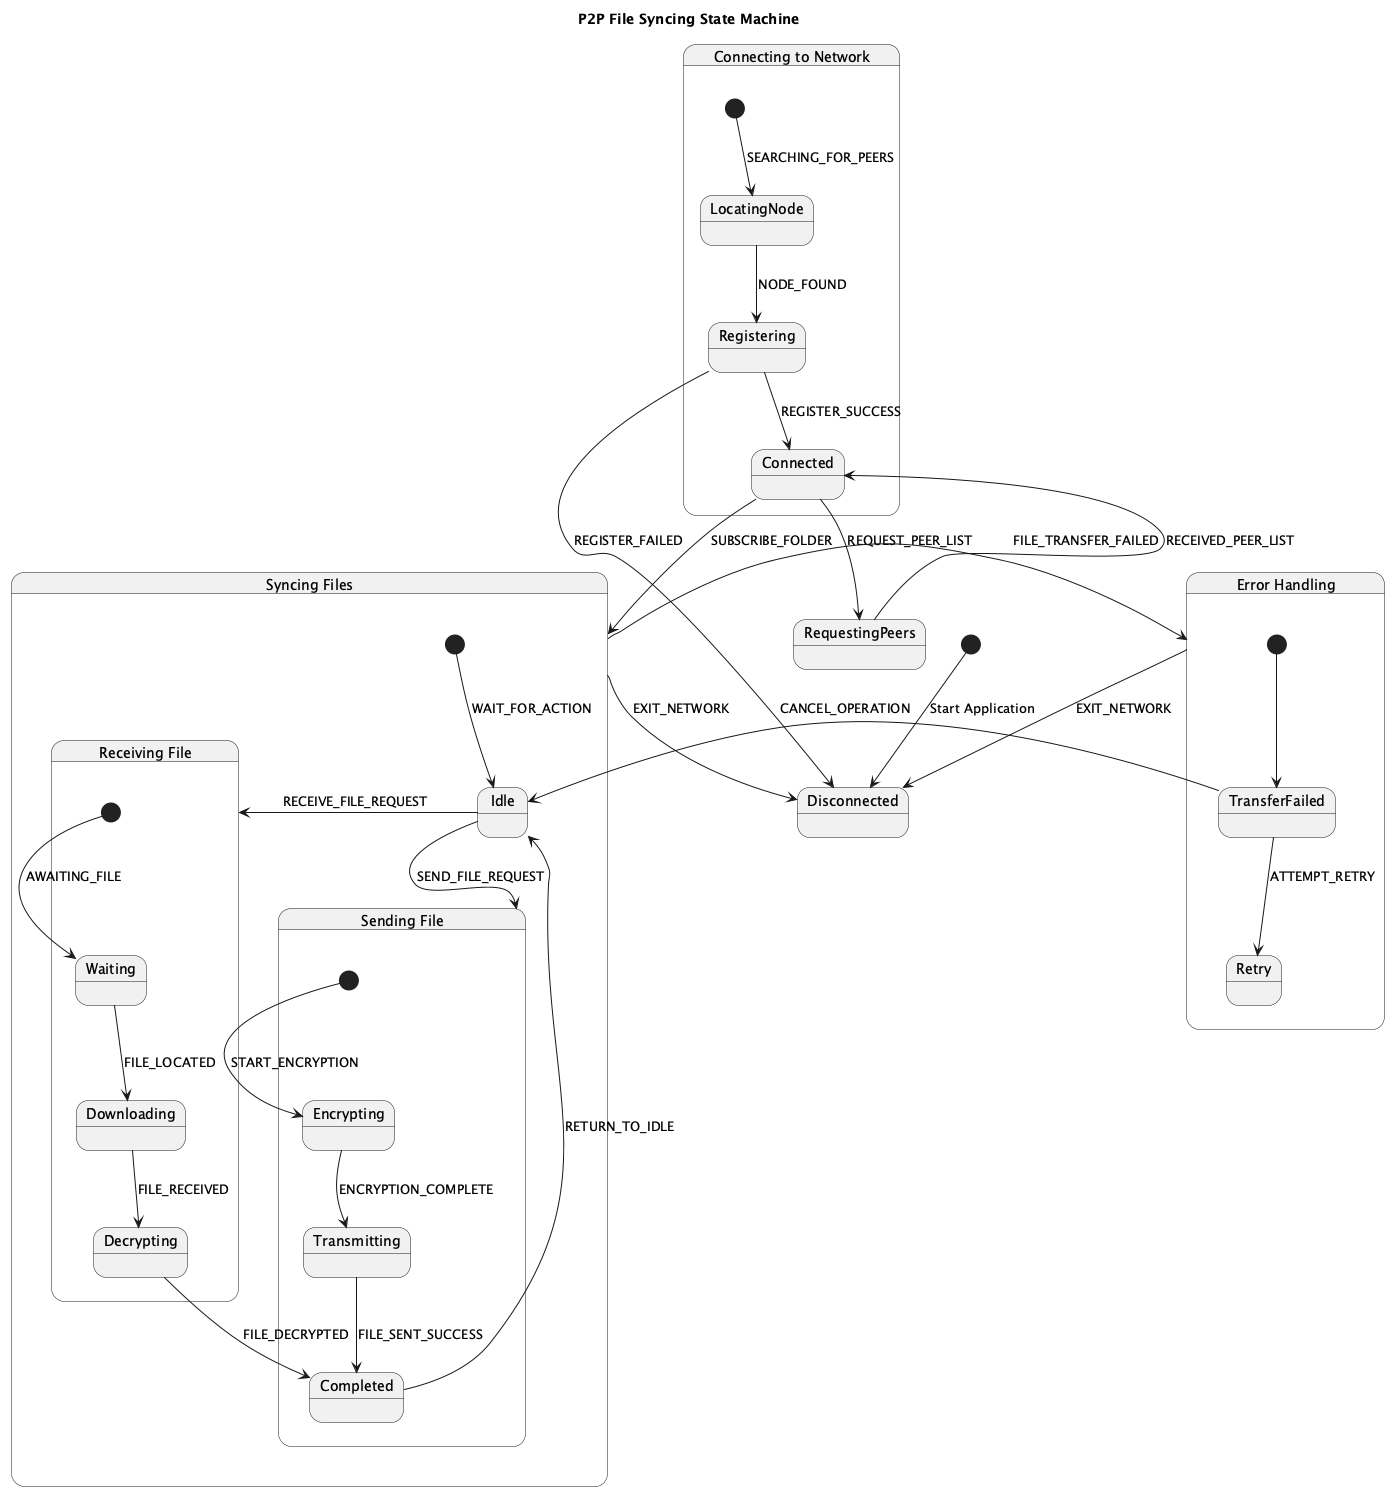 P2P File Syncing State Machine
Connecting to Network
SEARCHING_FOR_PEERS
LocatingNode
NODE_FOUND
Registering
REGISTER_SUCCESS
Connected
REGISTER_FAILED
SUBSCRIBE_FOLDER
REQUEST_PEER_LIST
FILE_TRANSFER_FAILED
RECEIVED_PEER_LIST
Syncing Files
Error Handling
RequestingPeers
WAIT_FOR_ACTION
EXIT_NETWORK
CANCEL_OPERATION
Start Application
EXIT_NETWORK
Receiving File
Idle
Disconnected
TransferFailed
RECEIVE_FILE_REQUEST
AWAITING_FILE
SEND_FILE_REQUEST
ATTEMPT_RETRY
Sending File
Waiting
Retry
FILE_LOCATED
START_ENCRYPTION
Downloading
Encrypting
RETURN_TO_IDLE
FILE_RECEIVED
ENCRYPTION_COMPLETE
Decrypting
Transmitting
FILE_DECRYPTED
FILE_SENT_SUCCESS
Completed